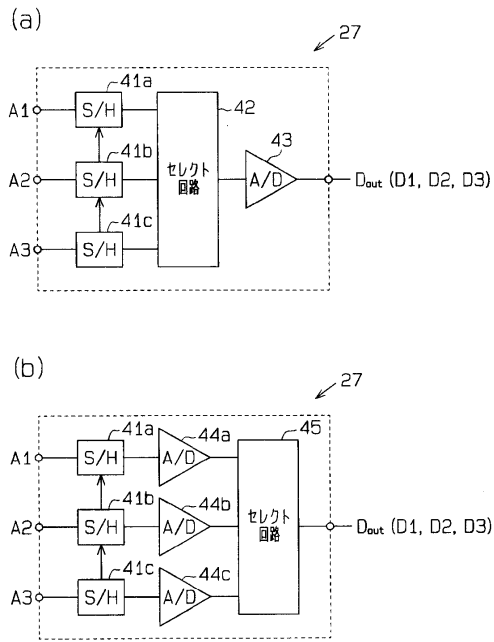 (a)
27
41a
A1 S/H
42
41b
43
A2 S/H セレクト回路 A/D Dout (D1, D2, D3)
41c
A3 S/H
(b)
27
41a 44a 45
A1 S/H A/D
41b 44b
A2 S/H A/D セレクト回路 Dout (D1, D2, D3)
41c 44c
A3 S/H A/D